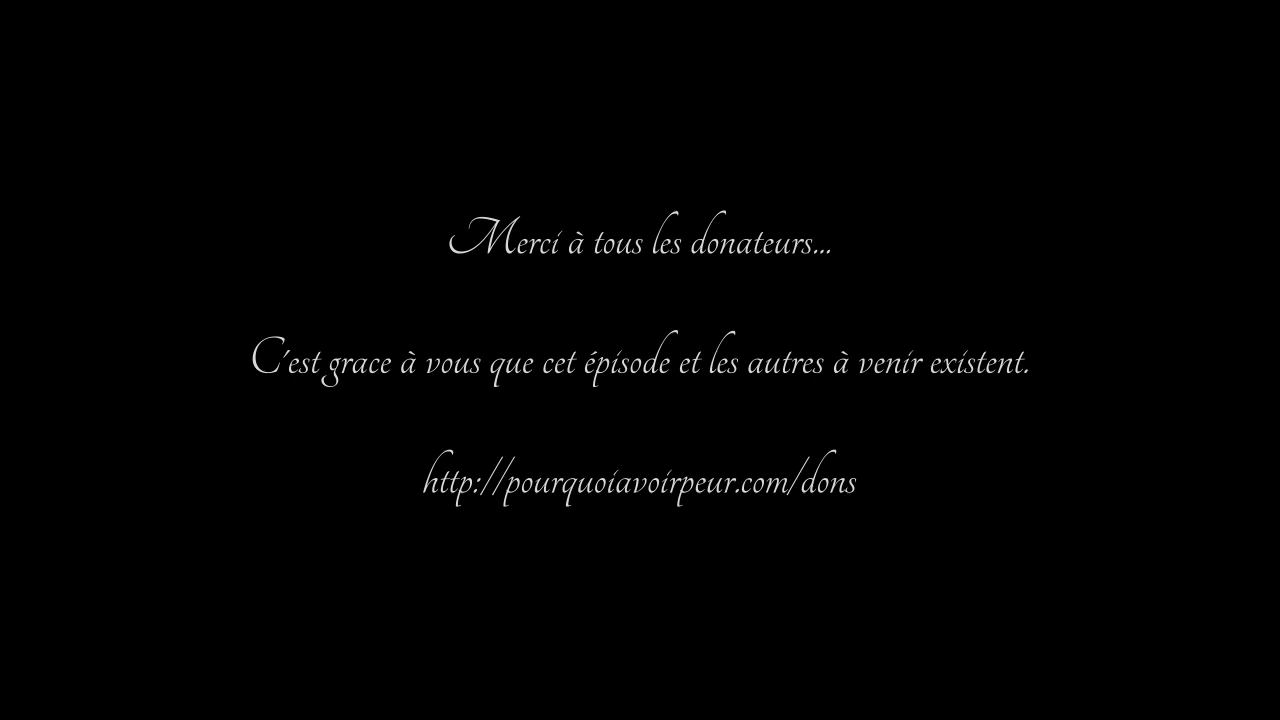 Merci à tous les donateurs...
C'est grace à vous que cet épisode et les autres à venir existent.
http://pourquoiavoirpeur.com/dons